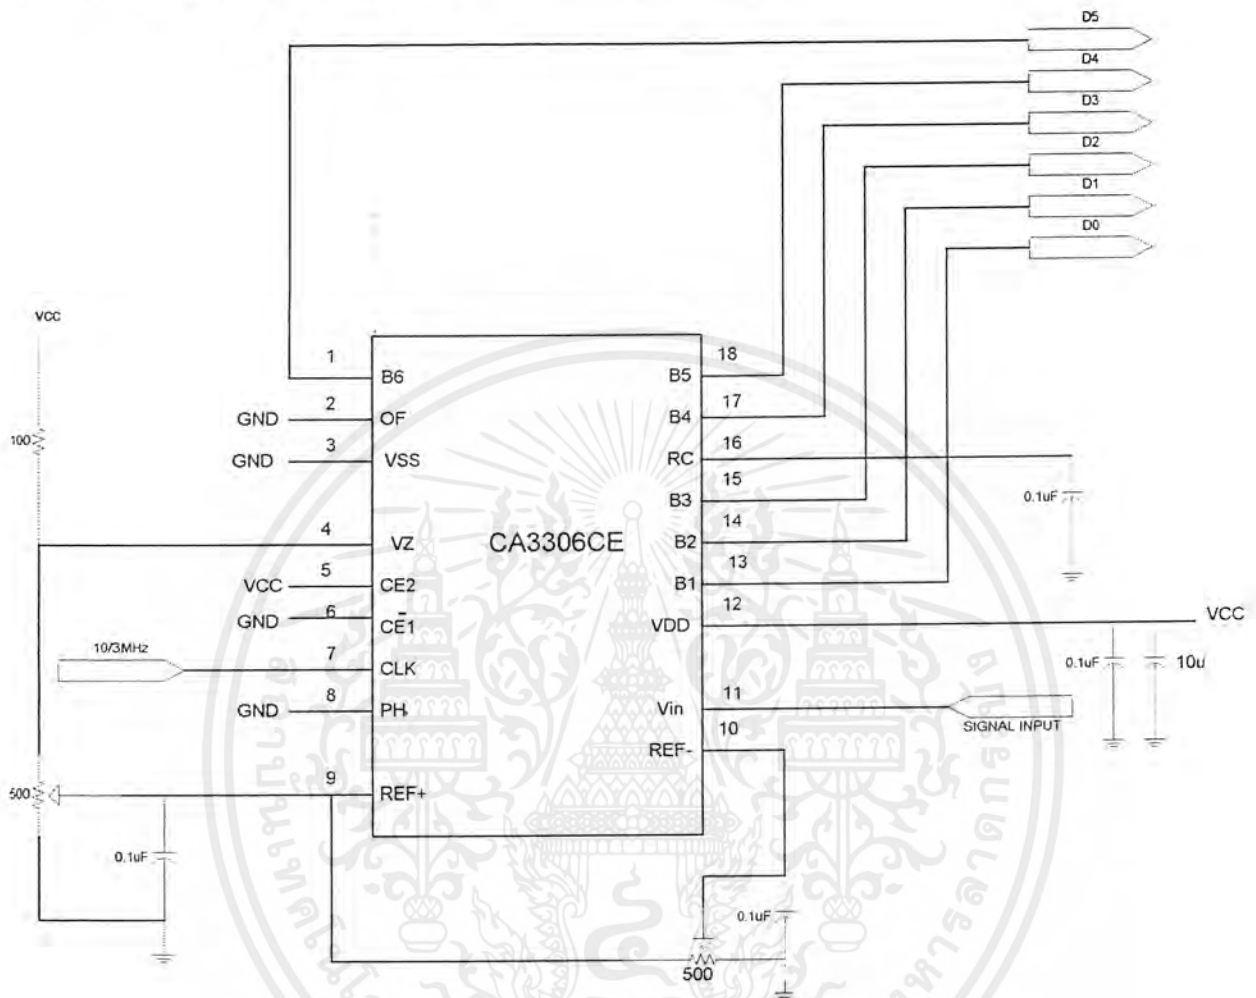 D5
D4
D3
D2
D1
D0
VCC
100
1
B6
GND
2
OF
GND
3
VSS
4
VZ
VCC
5
CE2
GND
6
CE1
10/3MHz
7
CLK
GND
8
PH
500
9
REF+
0.1uF
CA3306CE
18
B5
17
B4
16
RC
0.1uF
15
B3
14
B2
13
B1
12
VDD
VCC
0.1uF
10u
11
Vin
SIGNAL INPUT
10
REF-
0.1uF
500